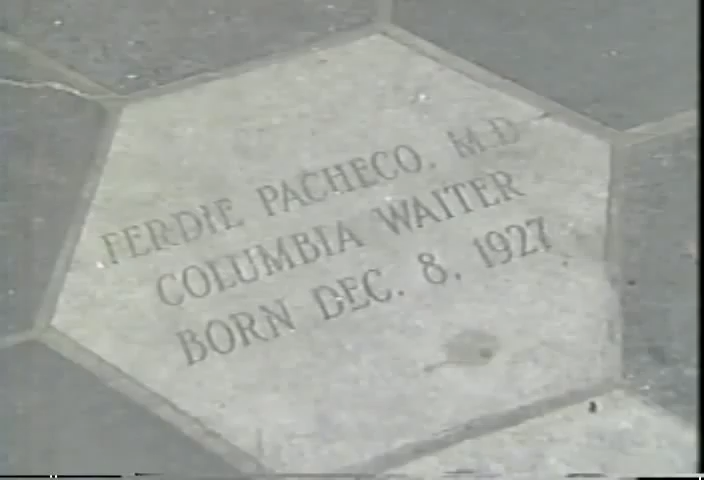 FERDIE PACHECO, M.D
COLUMBIA WAITER
BORN DEC. 8, 1927